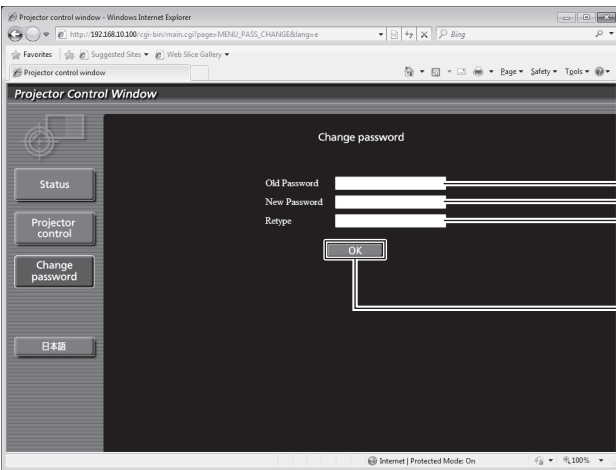 Projector control window - Windows Internet Explorer
http://192.168.10.100/cgi-bin/main.cgi?page=MENU_PASS_CHANGE&lang=e
Bing
Favorites Suggested Sites Web Slice Gallery
Projector control window Page Safety Tools
Projector Control Window
Change password
Status
Old Password
New Password
Retype
Projector control
OK
Change password
日本語
Internet | Protected Mode: On 100%